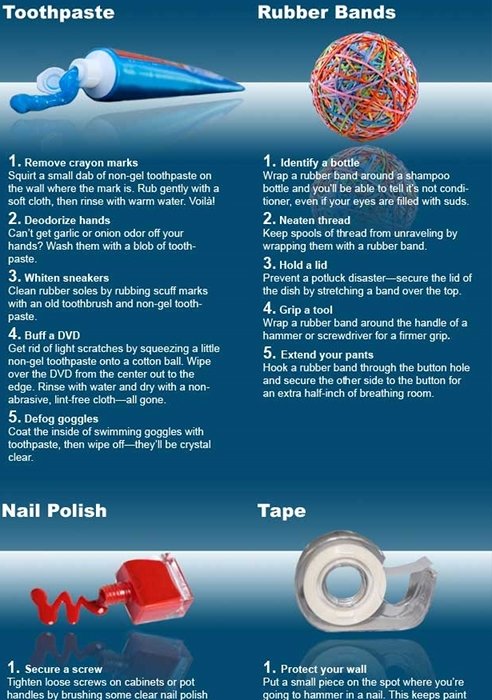 Toothpaste
1. Remove crayon marks
Squirt a small dab of non-gel toothpaste on
the wall where the mark is. Rub gently with a
soft cloth, then rinse with warm water. Voilà!
2. Deodorize hands
Can't get garlic or onion odor off your
hands? Wash them with a blob of tooth-
paste.
3. Whiten sneakers
Clean rubber soles by rubbing scuff marks
with an old toothbrush and non-gel tooth-
paste.
4. Buff a DVD
Get rid of light scratches by squeezing a little
non-gel toothpaste onto a cotton ball. Wipe
over the DVD from the center out to the
edge. Rinse with water and dry with a non-
abrasive, lint-free cloth—all gone.
5. Defog goggles
Coat the inside of swimming goggles with
toothpaste, then wipe off—they'll be crystal
clear.
Rubber Bands
1. Identify a bottle
Wrap a rubber band around a shampoo
bottle and you'll be able to tell it's not condi-
tioner, even if your eyes are filled with suds.
2. Neaten thread
Keep spools of thread from unraveling by
wrapping them with a rubber band.
3. Hold a lid
Prevent a potluck disaster—secure the lid of
the dish by stretching a band over the top.
4. Grip a tool
Wrap a rubber band around the handle of a
hammer or screwdriver for a firmer grip.
5. Extend your pants
Hook a rubber band through the button hole
and secure the other side to the button for
an extra half-inch of breathing room.
Nail Polish
1. Secure a screw
Tighten loose screws on cabinets or pot
handles by brushing some clear nail polish
Tape
1. Protect your wall
Put a small piece on the spot where you're
going to hammer in a nail. This keeps paint